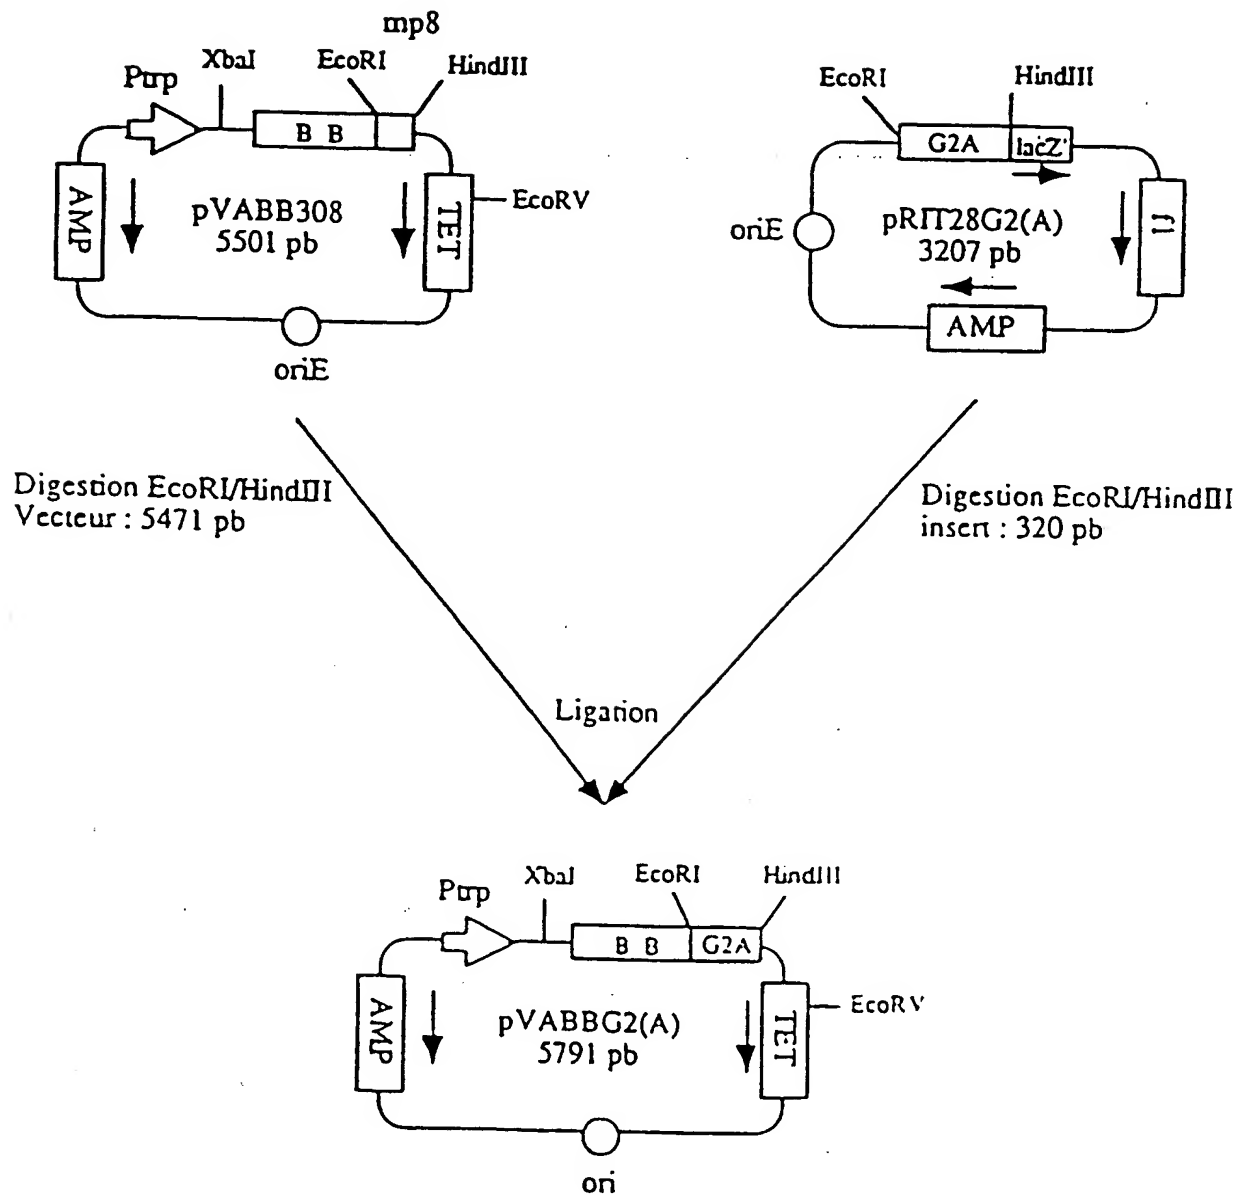 mp8
Ptrp
XbaI
EcoRI
HindIII
B B
AMP
pVABB308
5501 pb
TET
EcoRV
oriE
EcoRI
HindIII
G2A
lacZ'
oriE
pRIT28G2(A)
3207 pb
f1
AMP
Digestion EcoRI/HindIII
Vecteur : 5471 pb
Digestion EcoRI/HindIII
insert : 320 pb
Ligation
Ptrp
XbaI
EcoRI
HindIII
B B
G2A
AMP
pVABBG2(A)
5791 pb
TET
EcoRV
ori